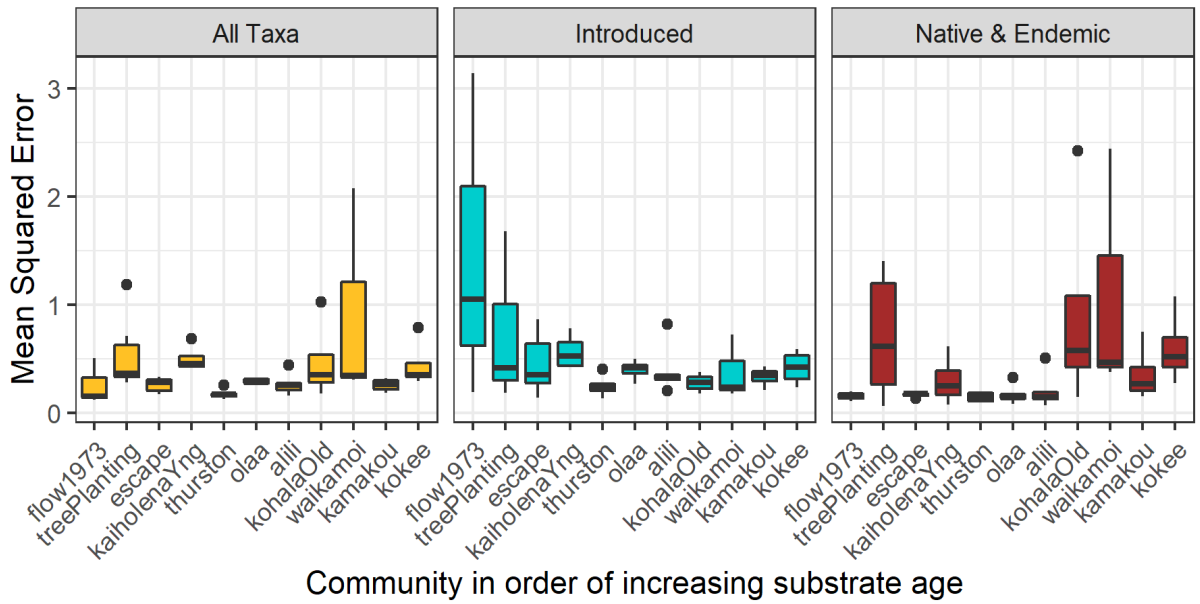 All Taxa
Introduced
Native & Endemic
Mean Squared Error
3
2
1
0
flow1973
treePlanting
escape
kaiholenaYng
thurston
olaa
alili
kohalaOld
waikamoi
kamakou
kokee
flow1973
treePlanting
escape
kaiholenaYng
thurston
olaa
alili
kohalaOld
waikamoi
kamakou
kokee
flow1973
treePlanting
escape
kaiholenaYng
thurston
olaa
alili
kohalaOld
waikamoi
kamakou
kokee
Community in order of increasing substrate age